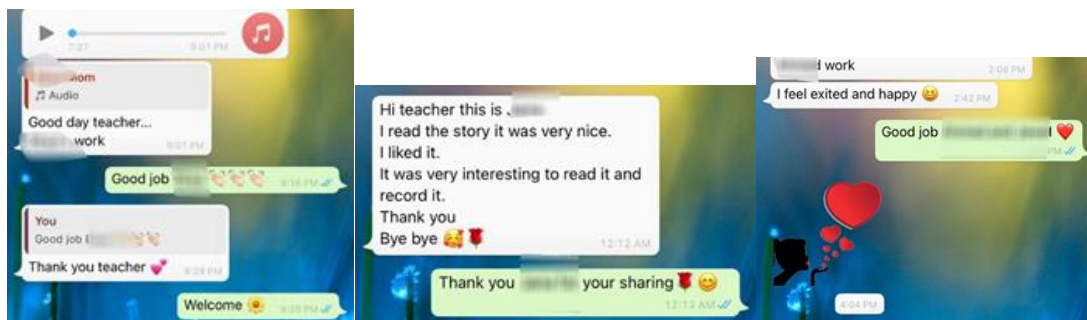 7:27 9:01 PM
mom
Audio
Good day teacher...
work 9:01 PM
Good job 👏🏻👏🏻👏🏻 9:16 PM
You
Good job 👏🏻👏🏻
Thank you teacher 💕 9:28 PM
Welcome 🌼 9:29 PM
Hi teacher this is
I read the story it was very nice.
I liked it.
It was very interesting to read it and
record it.
Thank you
Bye bye 🥰🌹 12:12 AM
Thank you your sharing🌹😊
12:13 AM
work 2:08 PM
I feel exited and happy 😆 2:42 PM
Good job ❤️
PM
4:04 PM